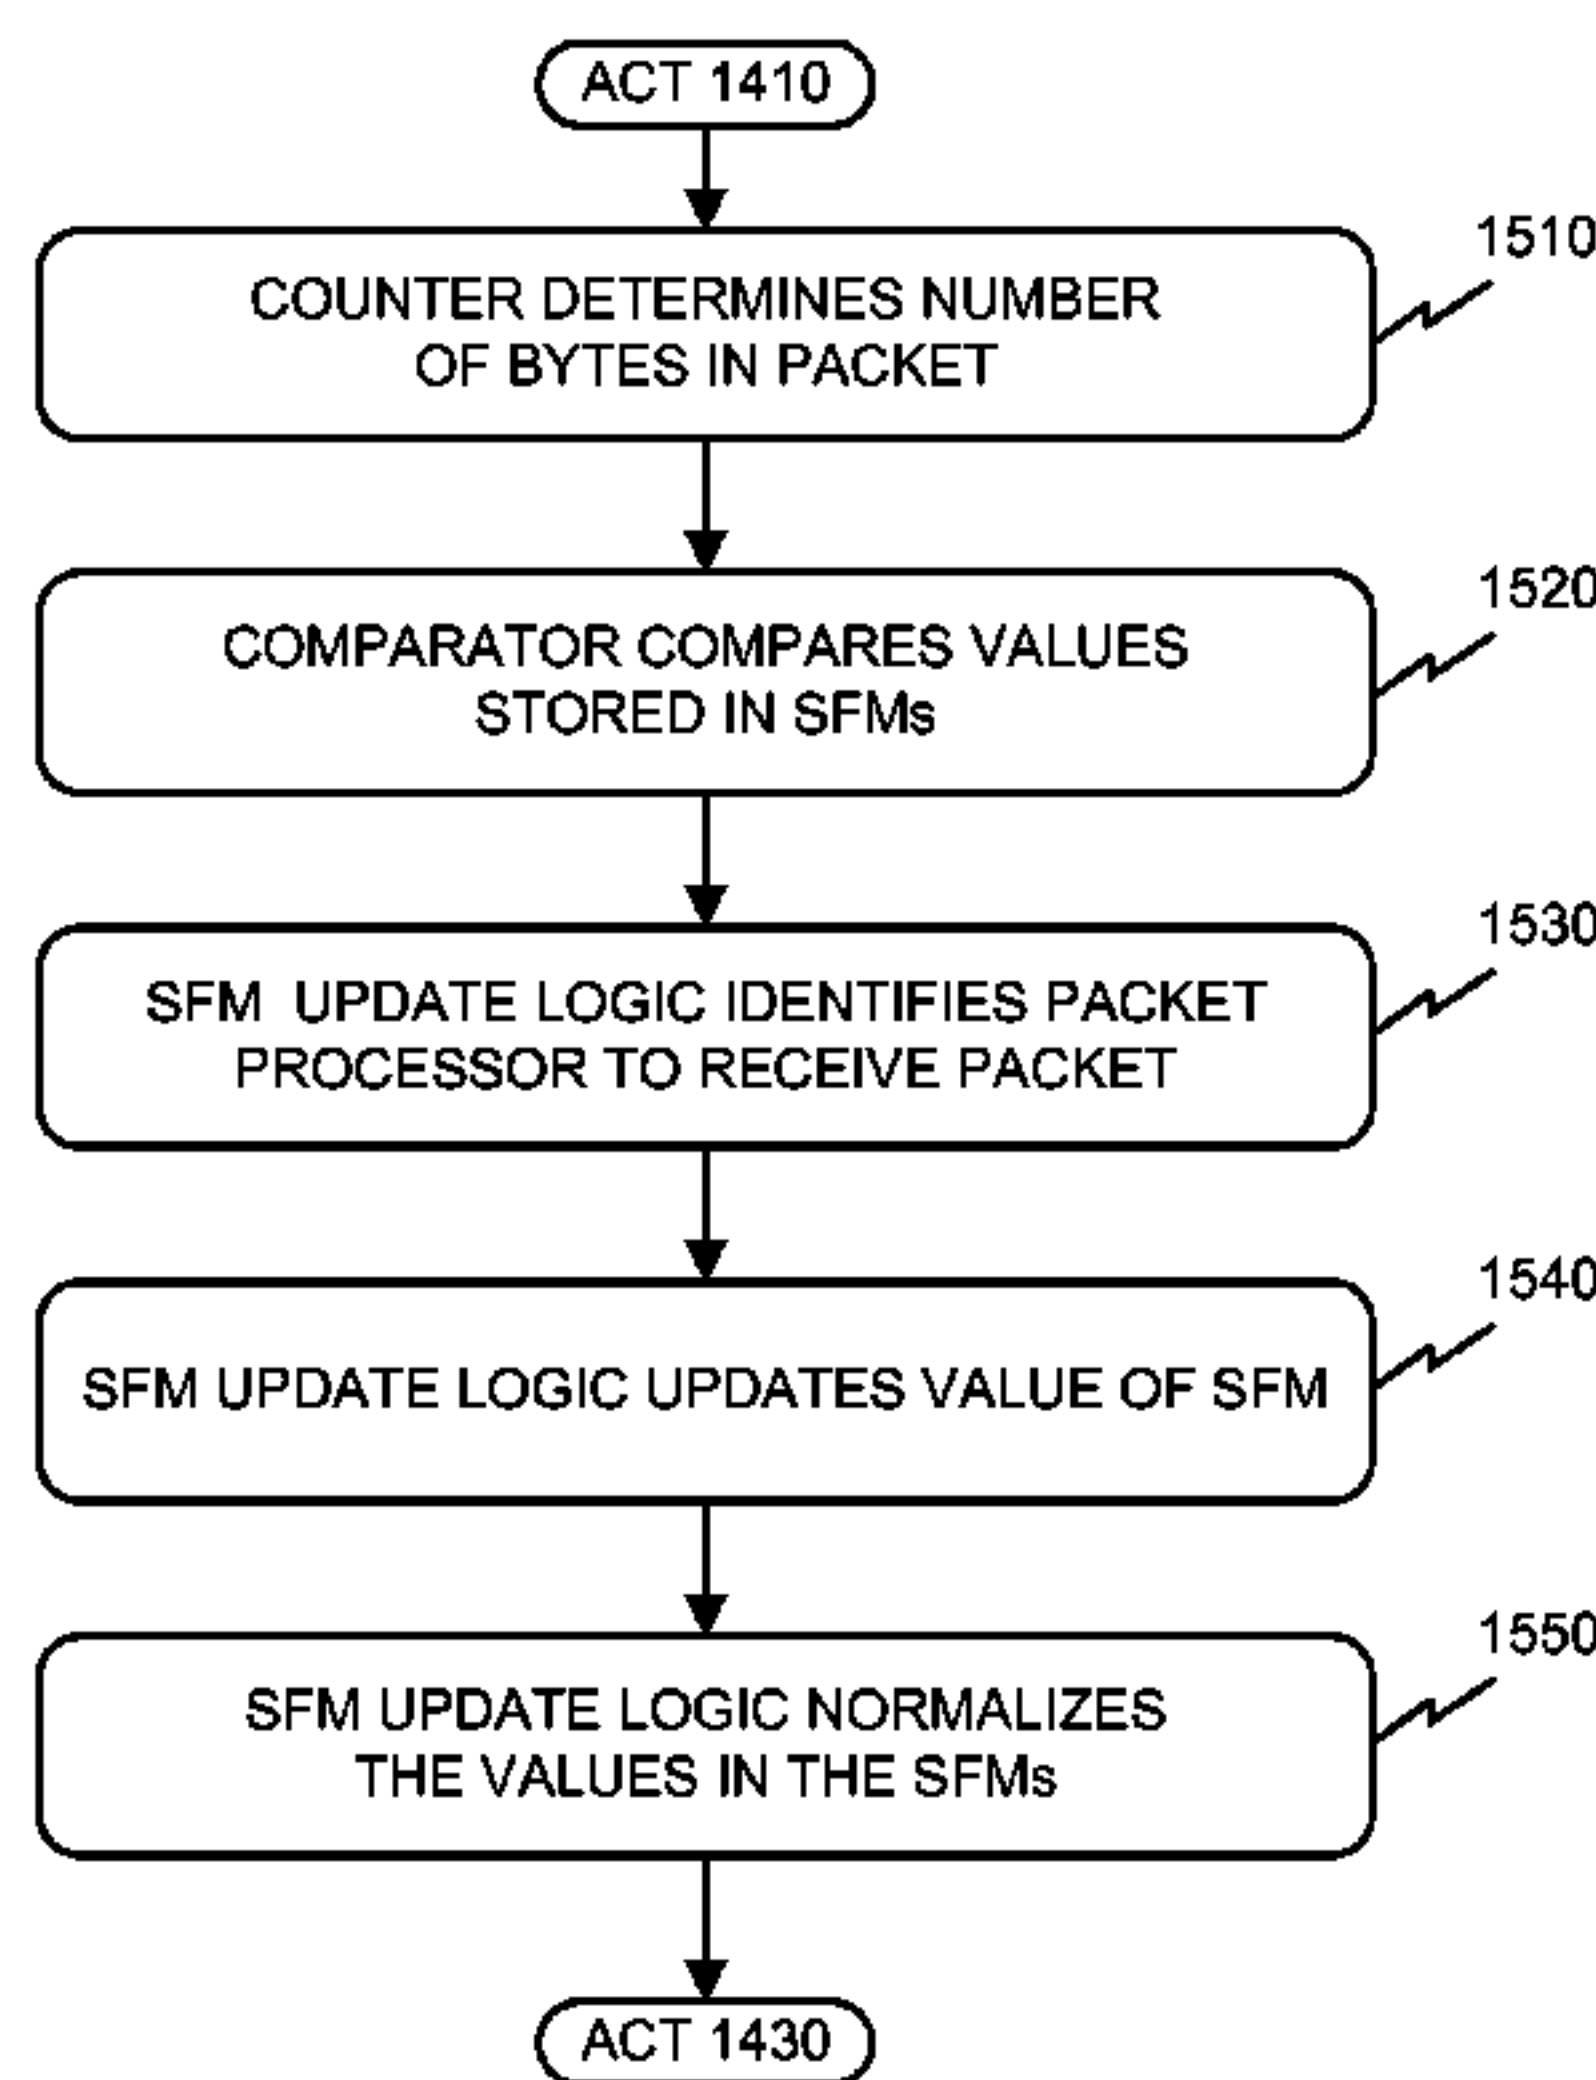 ACT 1410
1510
COUNTER DETERMINES NUMBER
OF BYTES IN PACKET
1520
COMPARATOR COMPARES VALUES
STORED IN SFMs
1530
SFM UPDATE LOGIC IDENTIFIES PACKET
PROCESSOR TO RECEIVE PACKET
1540
SFM UPDATE LOGIC UPDATES VALUE OF SFM
1550
SFM UPDATE LOGIC NORMALIZES
THE VALUES IN THE SFMs
ACT 1430